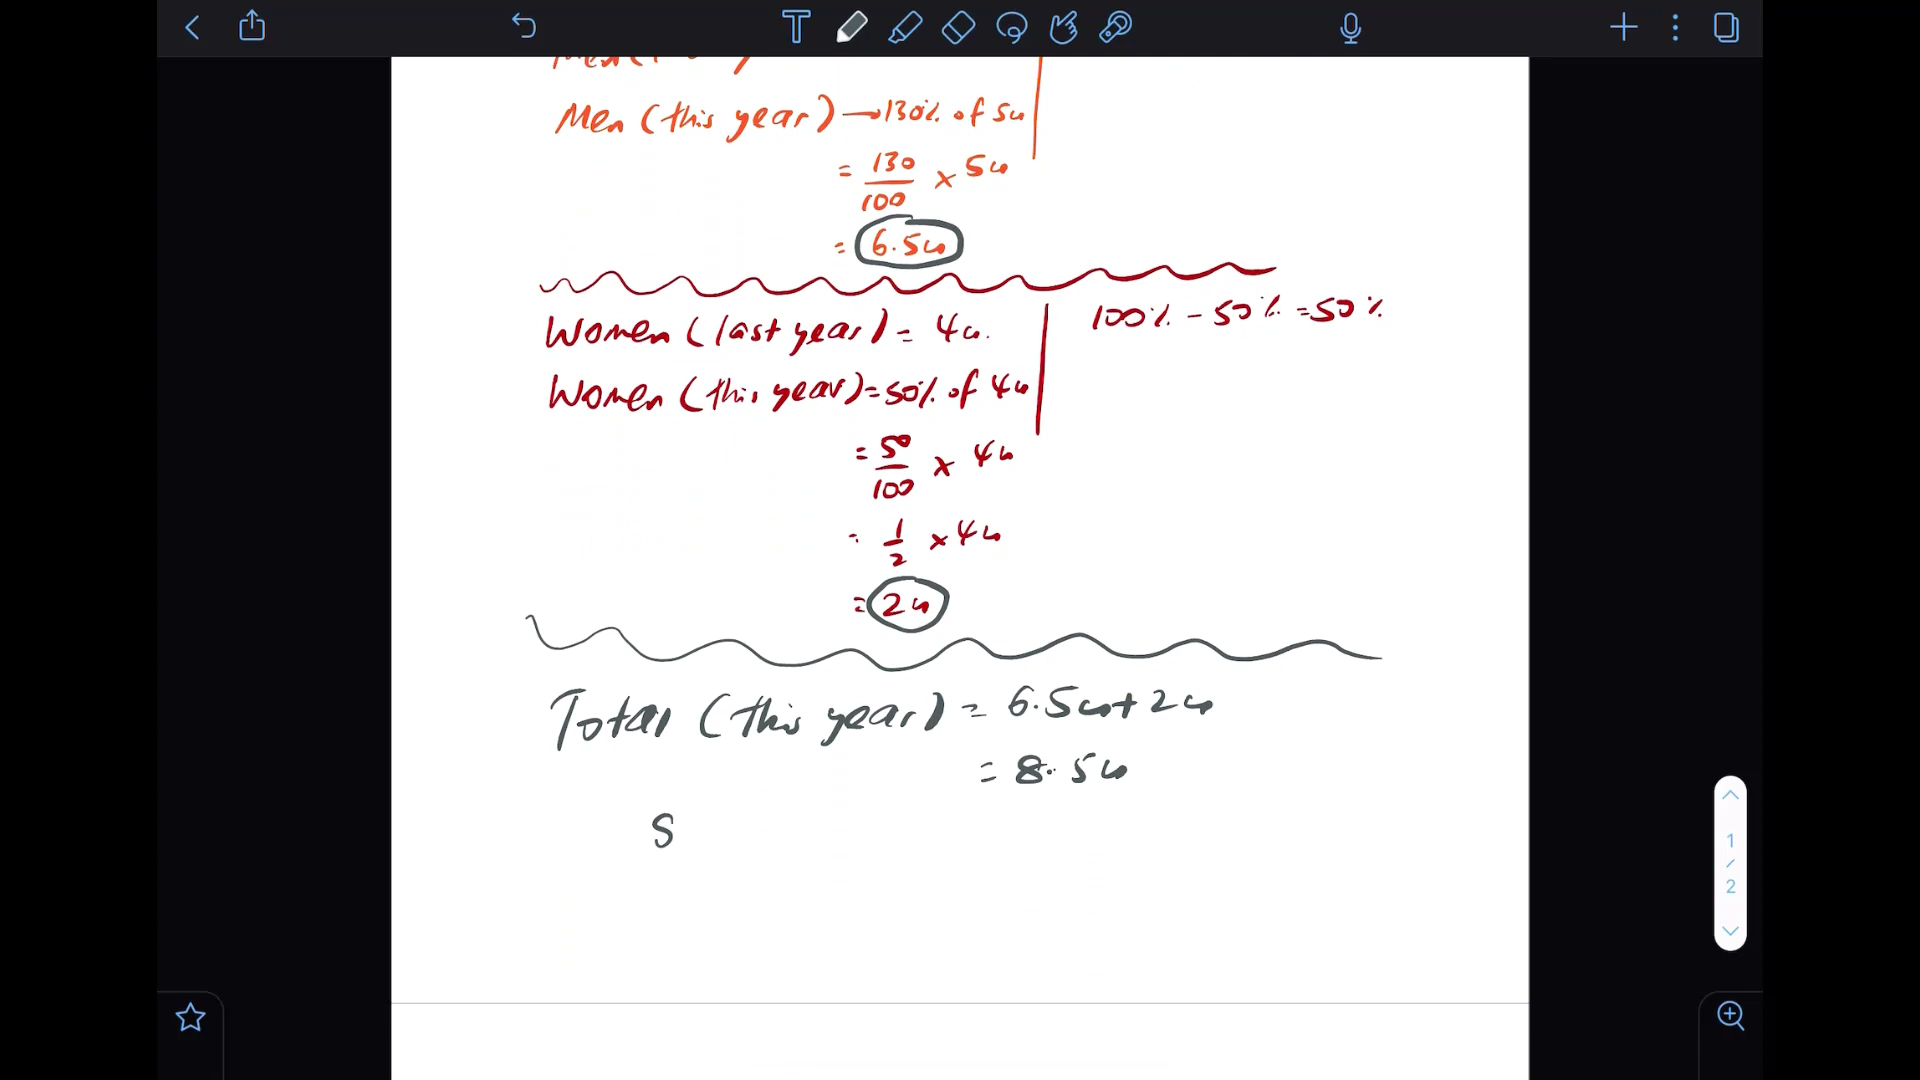 Men (this year) → 130% of 5u
= 130/100 × 5u
= 6.5u
Women (last year) = 4u.
100% - 50% = 50%
Women (this year) = 50% of 4u
= 50/100 × 4u
= 1/2 × 4u
= 2u
Total (this year) = 6.5u + 2u
= 8.5u
S
1
/
2